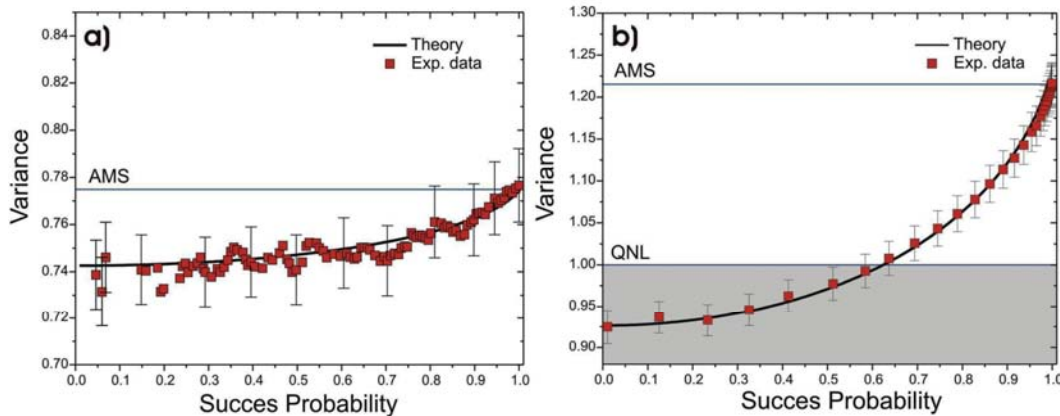 a)
Theory
Exp. data
AMS
0.84
0.82
0.80
0.78
0.76
0.74
0.72
0.70
Variance
0.0 0.1 0.2 0.3 0.4 0.5 0.6 0.7 0.8 0.9 1.0
Succes Probability
b)
Theory
Exp. data
AMS
QNL
1.30
1.25
1.20
1.15
1.10
1.05
1.00
0.95
0.90
Variance
0.0 0.1 0.2 0.3 0.4 0.5 0.6 0.7 0.8 0.9 1.0
Succes Probability